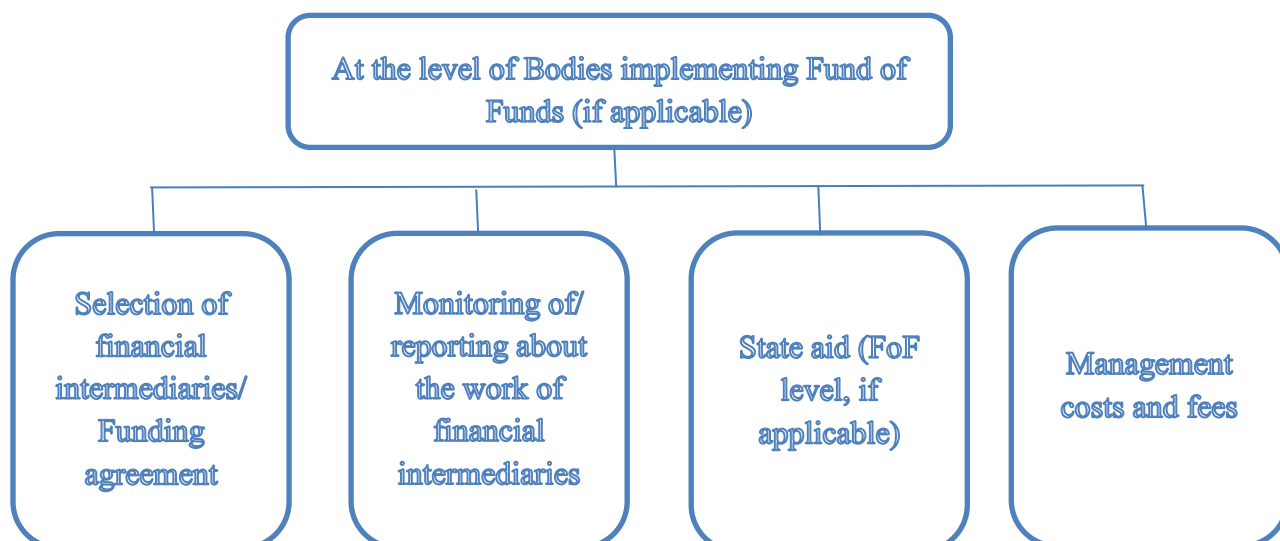 At the level of Bodies implementing Fund of
Funds (if applicable)
Selection of
financial
intermediaries/
Funding
agreement
Monitoring of/
reporting about
the work of
financial
intermediaries
State aid (FoF
level, if
applicable)
Management
costs and fees